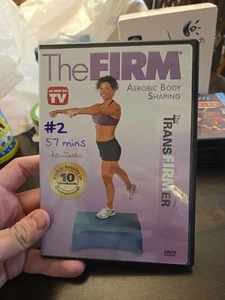 The FIRM
AEROBIC BODY
SHAPING
AS SEEN ON
TV
#2
57 mins
The TRANSFIRMER
10
DVD